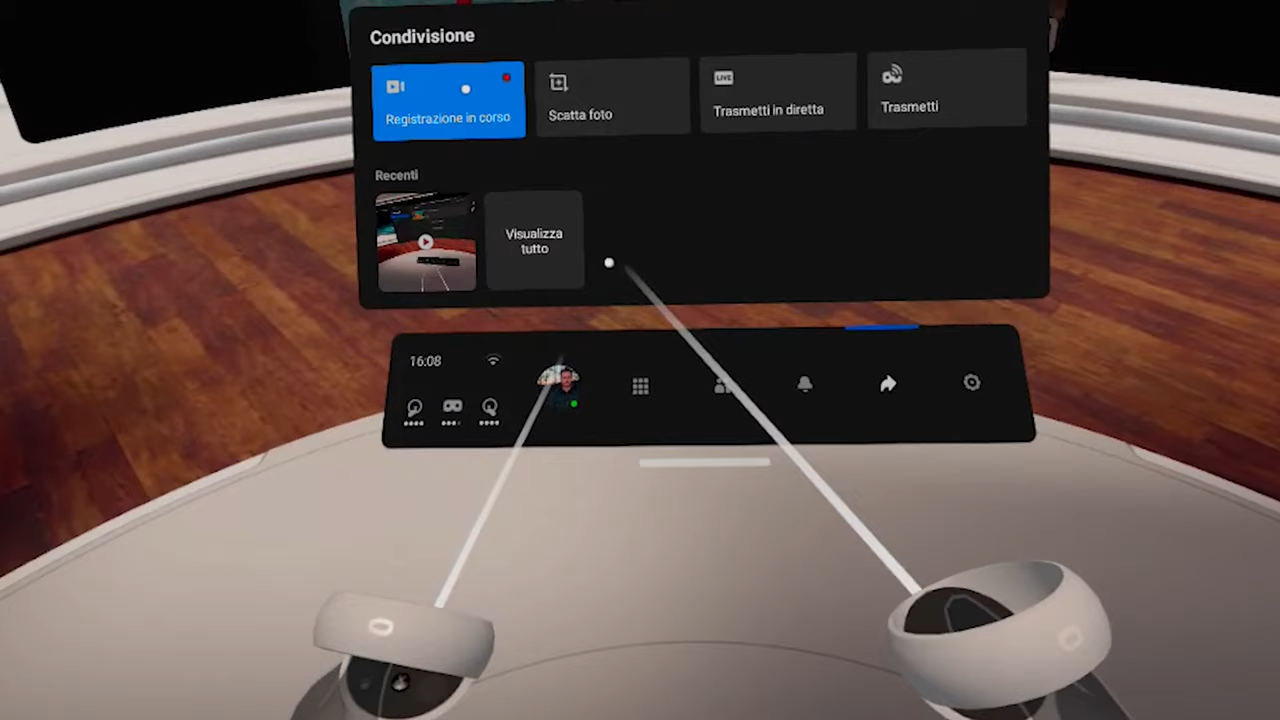 Condivisione
Registrazione in corso
Scatta foto
LIVE
Trasmetti in diretta
Trasmetti
Recenti
Visualizza
tutto
16:08